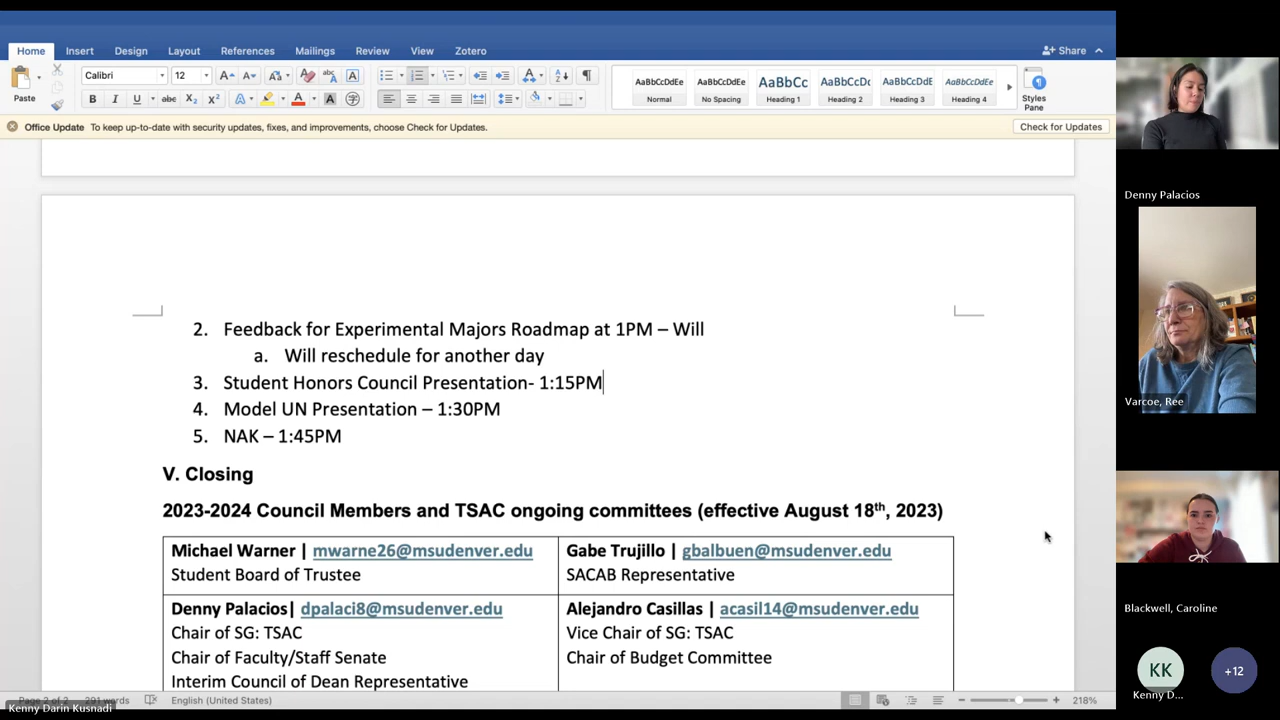 Home Insert Design Layout References Mailings Review View Zotero Share
Calibri 12
AaBbCcDdEe AaBbCcDdEe AaBbCc AaBbCcDc AaBbCcDdE AaBbCcDdEe
Paste Normal No Spacing Heading 1 Heading 2 Heading 3 Heading 4 Styles Pane
Office Update To keep up-to-date with security updates, fixes, and improvements, choose Check for Updates. Check for Updates
2. Feedback for Experimental Majors Roadmap at 1PM – Will
a. Will reschedule for another day
3. Student Honors Council Presentation- 1:15PM
4. Model UN Presentation – 1:30PM
5. NAK – 1:45PM
V. Closing
2023-2024 Council Members and TSAC ongoing committees (effective August 18th, 2023)
Michael Warner | mwarne26@msudenver.edu
Student Board of Trustee
Gabe Trujillo | gbalbuen@msudenver.edu
SACAB Representative
Denny Palacios| dpalaci8@msudenver.edu
Chair of SG: TSAC
Chair of Faculty/Staff Senate
Interim Council of Dean Representative
Alejandro Casillas | acasil14@msudenver.edu
Vice Chair of SG: TSAC
Chair of Budget Committee
Page 2 of 2 291 words English (United States) 218%
Kenny Darin Kusnadi
Denny Palacios
Varcoe, Ree
Blackwell, Caroline
KK +12
Kenny D...